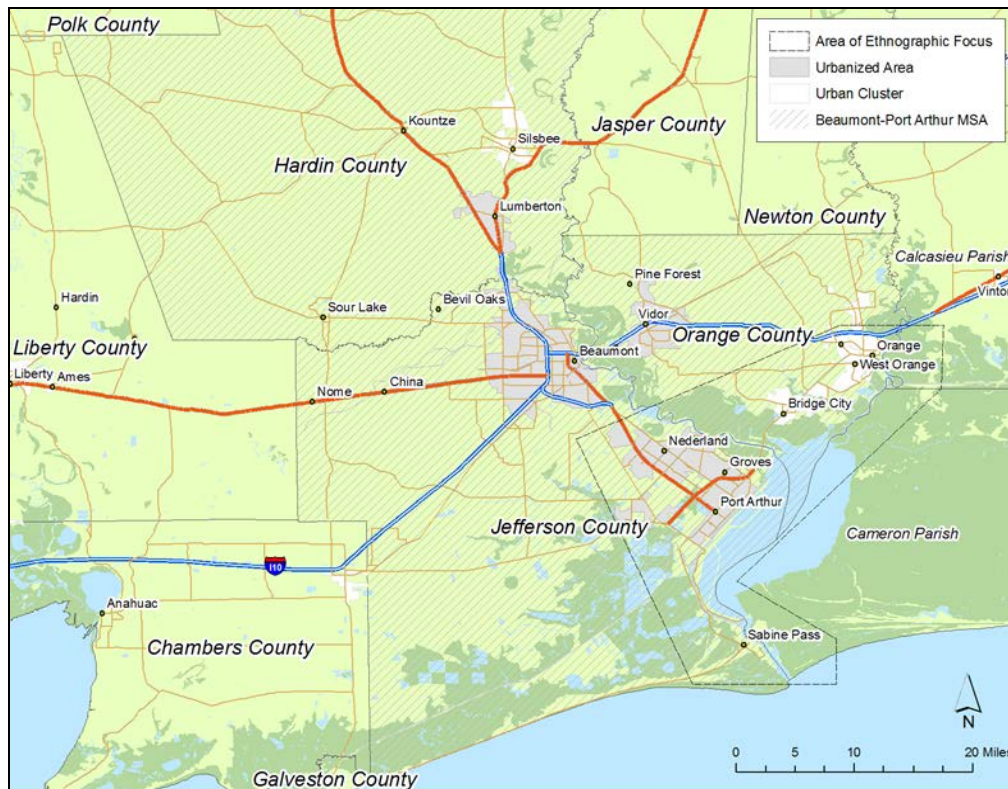 Polk County
Area of Ethnographic Focus
Urbanized Area
Urban Cluster
Beaumont-Port Arthur MSA
Kountze
Silsbee
Jasper County
Hardin County
Lumberton
Newton County
Calcasieu Parish
Pine Forest
Vinton
Hardin
Sour Lake
Bevil Oaks
Vidor
Orange County
Orange
Liberty County
Beaumont
West Orange
Liberty
Ames
Nome
China
Bridge City
Nederland
Groves
Port Arthur
Jefferson County
Cameron Parish
I10
Anahuac
Sabine Pass
Chambers County
N
0 5 10 20 Miles
Galveston County